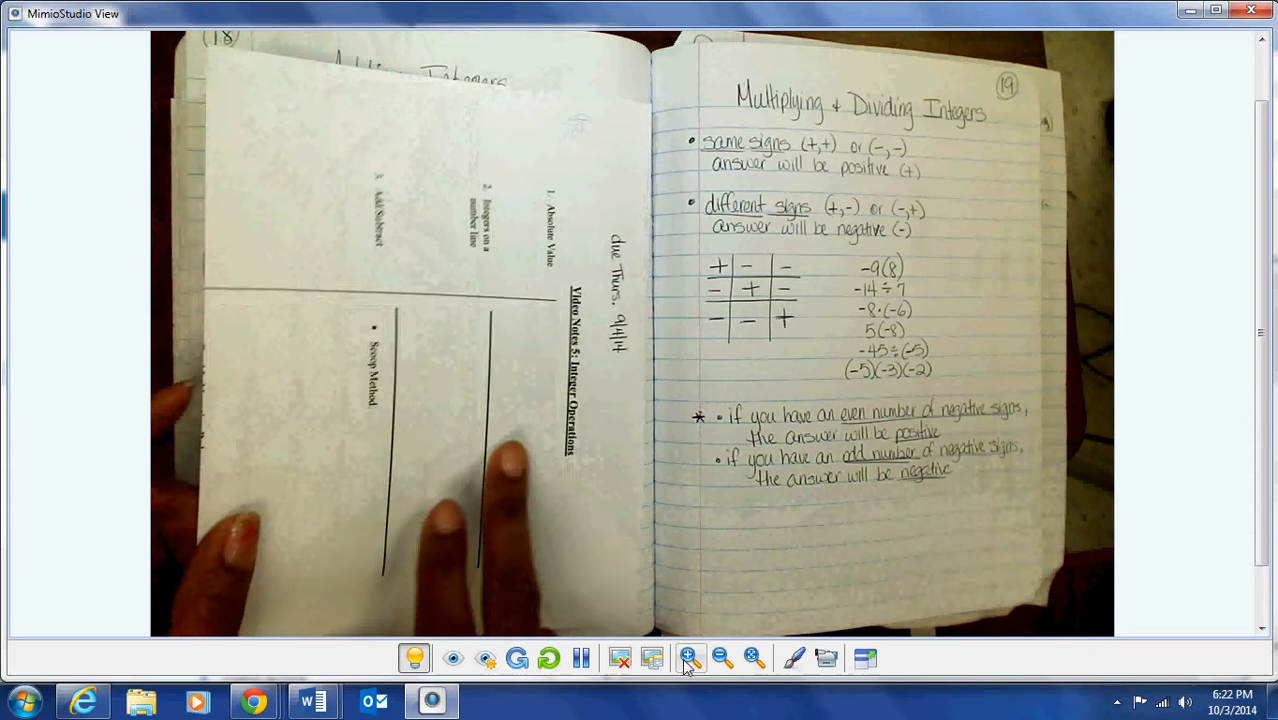 MimioStudio View
18
Adding Integers
due Thurs. 9/4/14
Video Notes 5: Integer Operations
1. Absolute Value
2. Integers on a
number line
3. Add/Subtract
• Scoop Method:
19
Multiplying + Dividing Integers
• same signs (+,+) or (-,-)
answer will be positive (+)
• different signs (+,-) or (-,+)
answer will be negative (-)
+ - -
- + -
- - +
-9(8)
-14 ÷ 7
-8·(-6)
5(-8)
-45 ÷ (-5)
(-5)(-3)(-2)
* • if you have an even number of negative signs,
the answer will be positive
• if you have an odd number of negative signs,
the answer will be negative
6:22 PM
10/3/2014